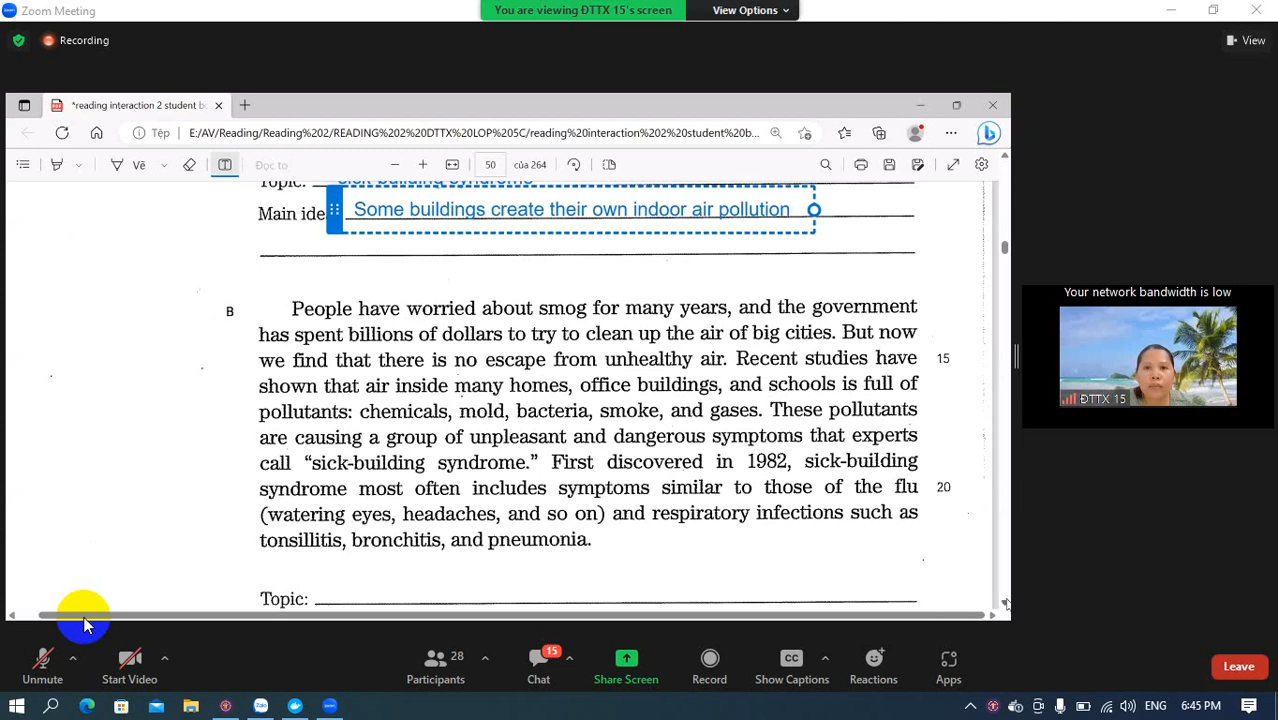 Zoom Meeting
You are viewing ĐTTX 15's screen
View Options
Recording
View
*reading interaction 2 student bo
Tệp
E:/AV/Reading/Reading%202/READING%202%20DTTX%20LOP%205C/reading%20interaction%202%20student%20b...
Vẽ
Đọc to
50
của 264
Topic: Sick-building syndrome
Main ide
Some buildings create their own indoor air pollution
B
People have worried about smog for many years, and the government
has spent billions of dollars to try to clean up the air of big cities. But now
we find that there is no escape from unhealthy air. Recent studies have
15
shown that air inside many homes, office buildings, and schools is full of
pollutants: chemicals, mold, bacteria, smoke, and gases. These pollutants
are causing a group of unpleasant and dangerous symptoms that experts
call “sick-building syndrome.” First discovered in 1982, sick-building
syndrome most often includes symptoms similar to those of the flu
20
(watering eyes, headaches, and so on) and respiratory infections such as
tonsillitis, bronchitis, and pneumonia.
Topic:
Your network bandwidth is low
ĐTTX 15
Unmute
Start Video
28
Participants
15
Chat
Share Screen
Record
CC
Show Captions
Reactions
Apps
Leave
ENG
6:45 PM